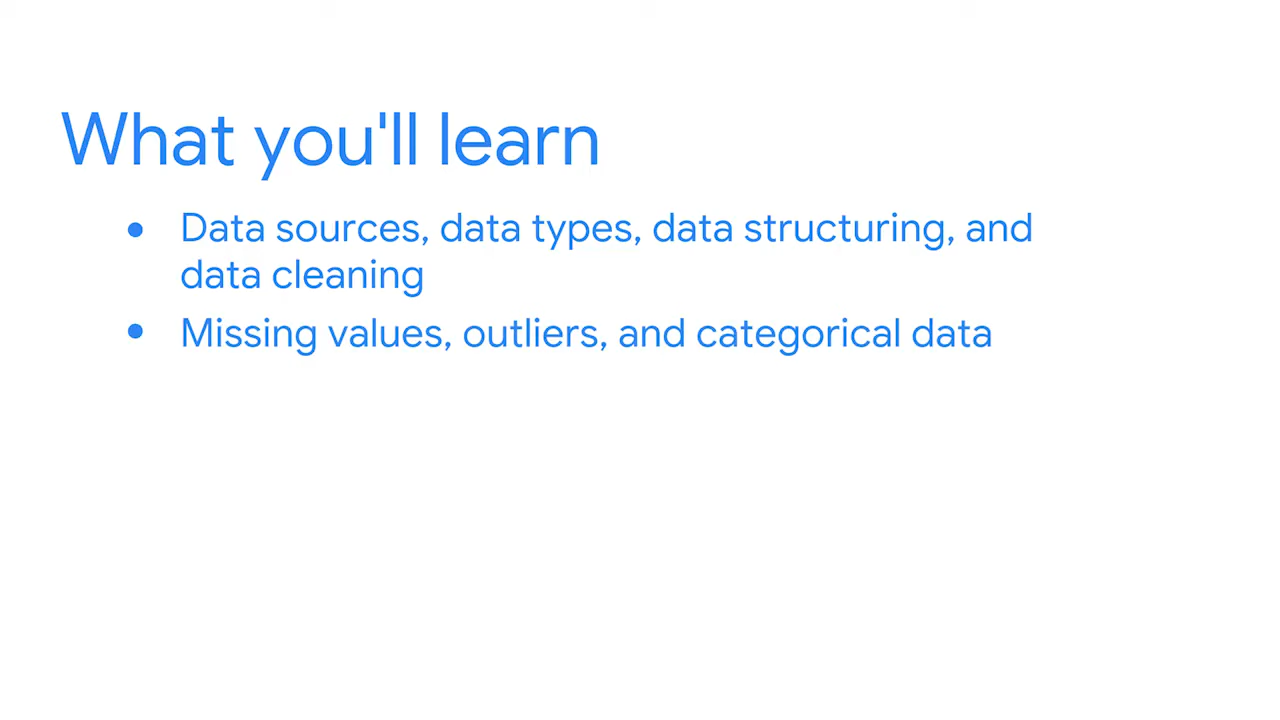 What you'll learn
● Data sources, data types, data structuring, and
data cleaning
● Missing values, outliers, and categorical data